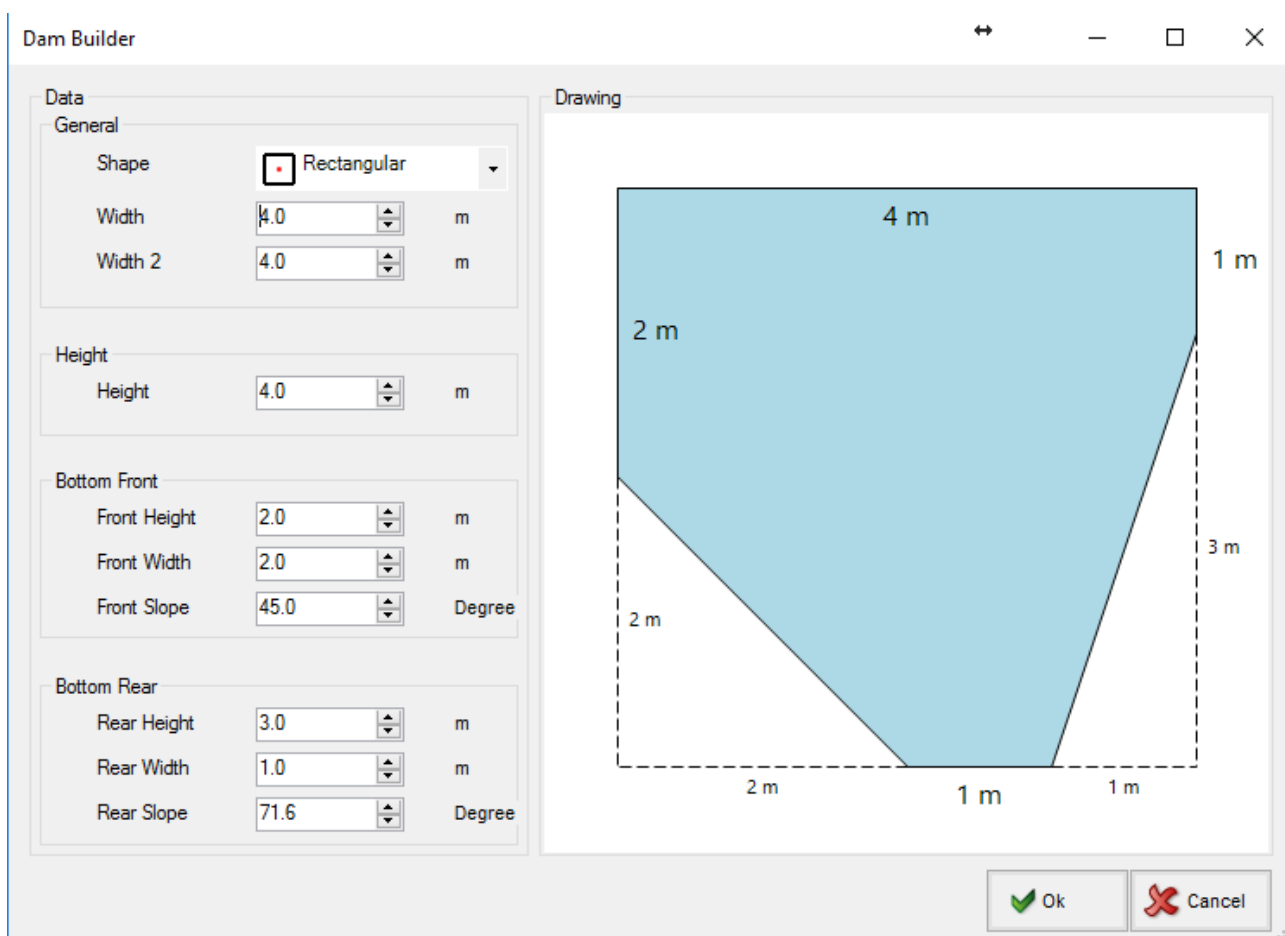 Dam Builder
Data
General
Shape Rectangular
Width 4.0 m
Width 2 4.0 m
Height
Height 4.0 m
Bottom Front
Front Height 2.0 m
Front Width 2.0 m
Front Slope 45.0 Degree
Bottom Rear
Rear Height 3.0 m
Rear Width 1.0 m
Rear Slope 71.6 Degree
Drawing
4 m
1 m
2 m
3 m
2 m
2 m
1 m
1 m
Ok Cancel